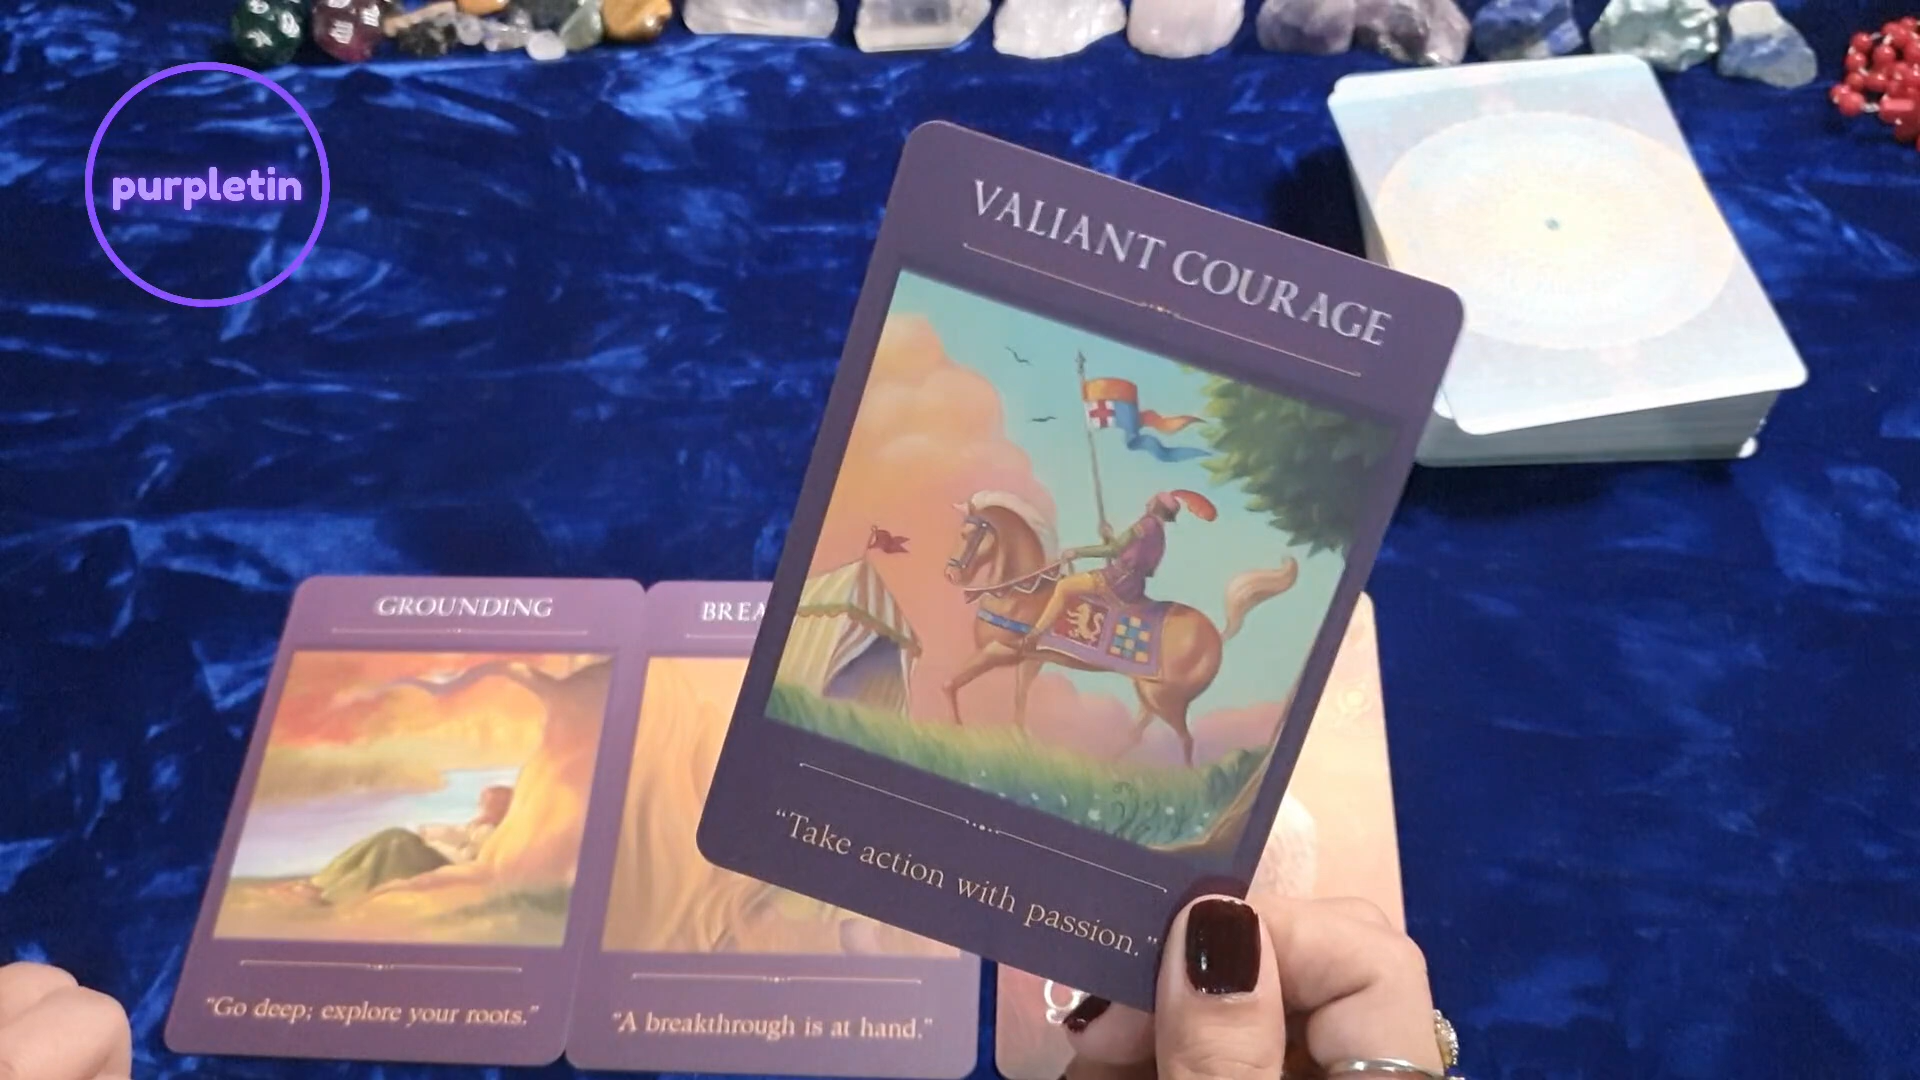 purpletin
VALIANT COURAGE
"Take action with passion."
GROUNDING
"Go deep; explore your roots."
BREA
"A breakthrough is at hand."